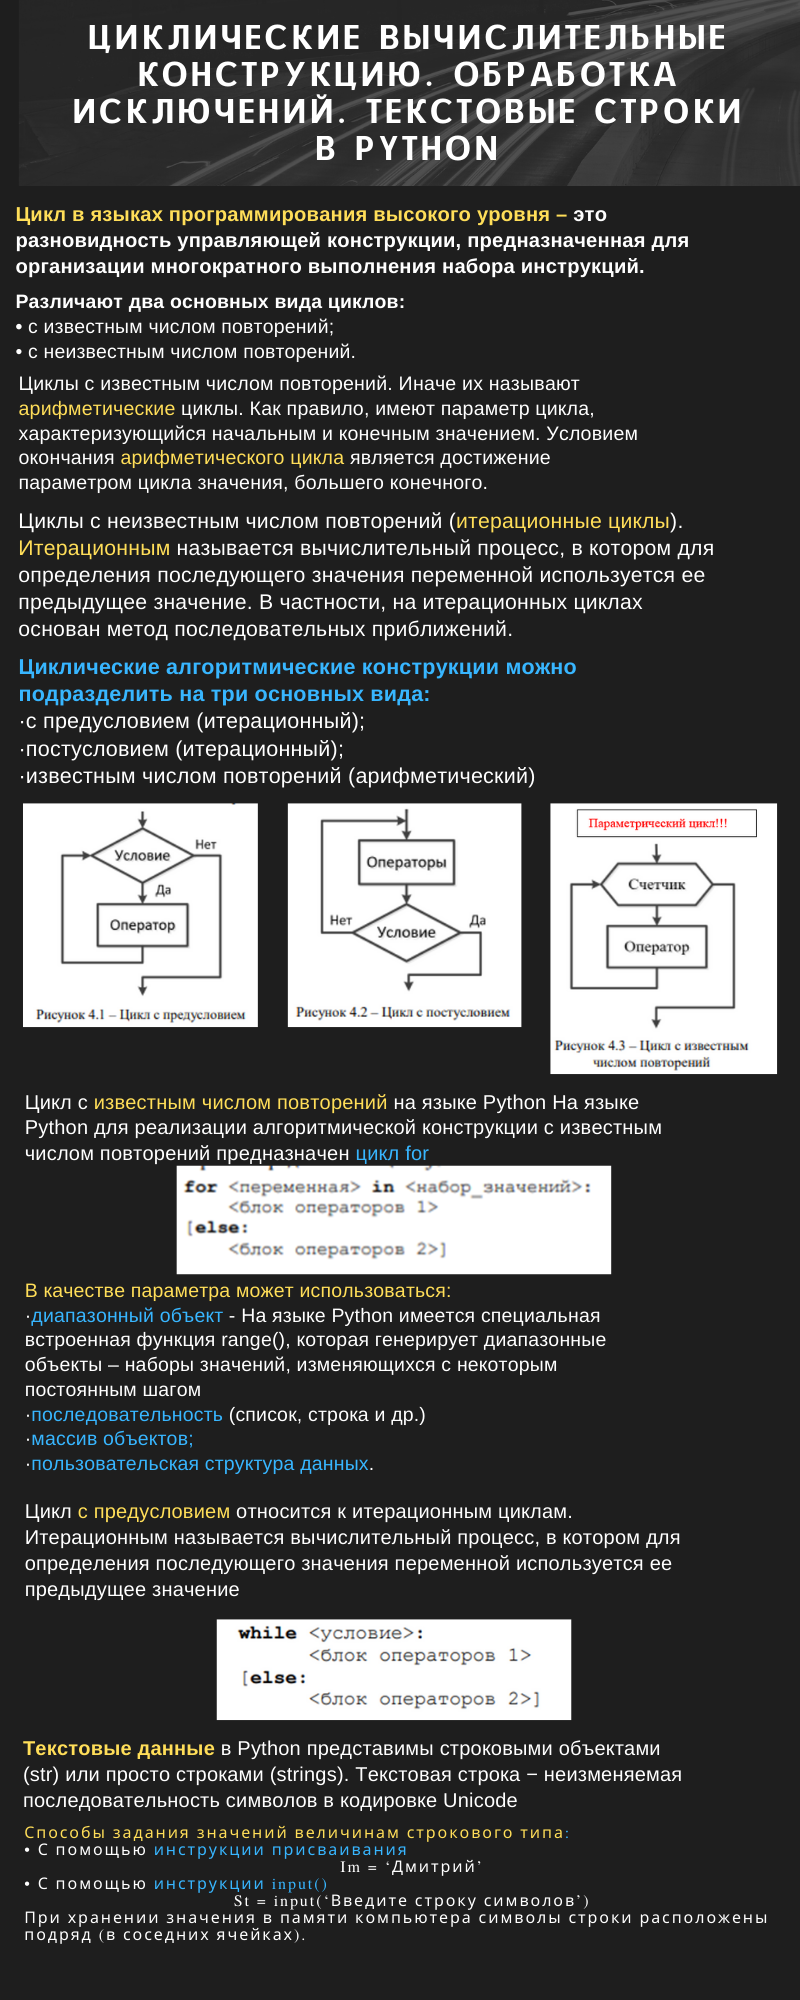 ЦИКЛИЧЕСКИЕ ВЫЧИСЛИТЕЛЬНЫЕ
КОНСТРУКЦИЮ. ОБРАБОТКА
ИСКЛЮЧЕНИЙ. ТЕКСТОВЫЕ СТРОКИ
В PYTHON
Цикл в языках программирования высокого уровня – это
разновидность управляющей конструкции, предназначенная для
организации многократного выполнения набора инструкций.
Различают два основных вида циклов:
• с известным числом повторений;
• с неизвестным числом повторений.
Циклы с известным числом повторений. Иначе их называют
арифметические циклы. Как правило, имеют параметр цикла,
характеризующийся начальным и конечным значением. Условием
окончания арифметического цикла является достижение
параметром цикла значения, большего конечного.
Циклы с неизвестным числом повторений (итерационные циклы).
Итерационным называется вычислительный процесс, в котором для
определения последующего значения переменной используется ее
предыдущее значение. В частности, на итерационных циклах
основан метод последовательных приближений.
Циклические алгоритмические конструкции можно
подразделить на три основных вида:
·с предусловием (итерационный);
·постусловием (итерационный);
·известным числом повторений (арифметический)
Условие
Нет
Да
Оператор
Рисунок 4.1 – Цикл с предусловием
Операторы
Нет
Условие
Да
Рисунок 4.2 – Цикл с постусловием
Параметрический цикл!!!
Счетчик
Оператор
Рисунок 4.3 – Цикл с известным
числом повторений
Цикл с известным числом повторений на языке Python На языке
Python для реализации алгоритмической конструкции с известным
числом повторений предназначен цикл for
for <переменная> in <набор_значений>:
<блок операторов 1>
[else:
<блок операторов 2>]
В качестве параметра может использоваться:
·диапазонный объект - На языке Python имеется специальная
встроенная функция range(), которая генерирует диапазонные
объекты – наборы значений, изменяющихся с некоторым
постоянным шагом
·последовательность (список, строка и др.)
·массив объектов;
·пользовательская структура данных.
Цикл с предусловием относится к итерационным циклам.
Итерационным называется вычислительный процесс, в котором для
определения последующего значения переменной используется ее
предыдущее значение
while <условие>:
<блок операторов 1>
[else:
<блок операторов 2>]
Текстовые данные в Python представимы строковыми объектами
(str) или просто строками (strings). Текстовая строка − неизменяемая
последовательность символов в кодировке Unicode
Способы задания значений величинам строкового типа:
• С помощью инструкции присваивания
Im = ‘Дмитрий’
• С помощью инструкции input()
St = input(‘Введите строку символов’)
При хранении значения в памяти компьютера символы строки расположены
подряд (в соседних ячейках).